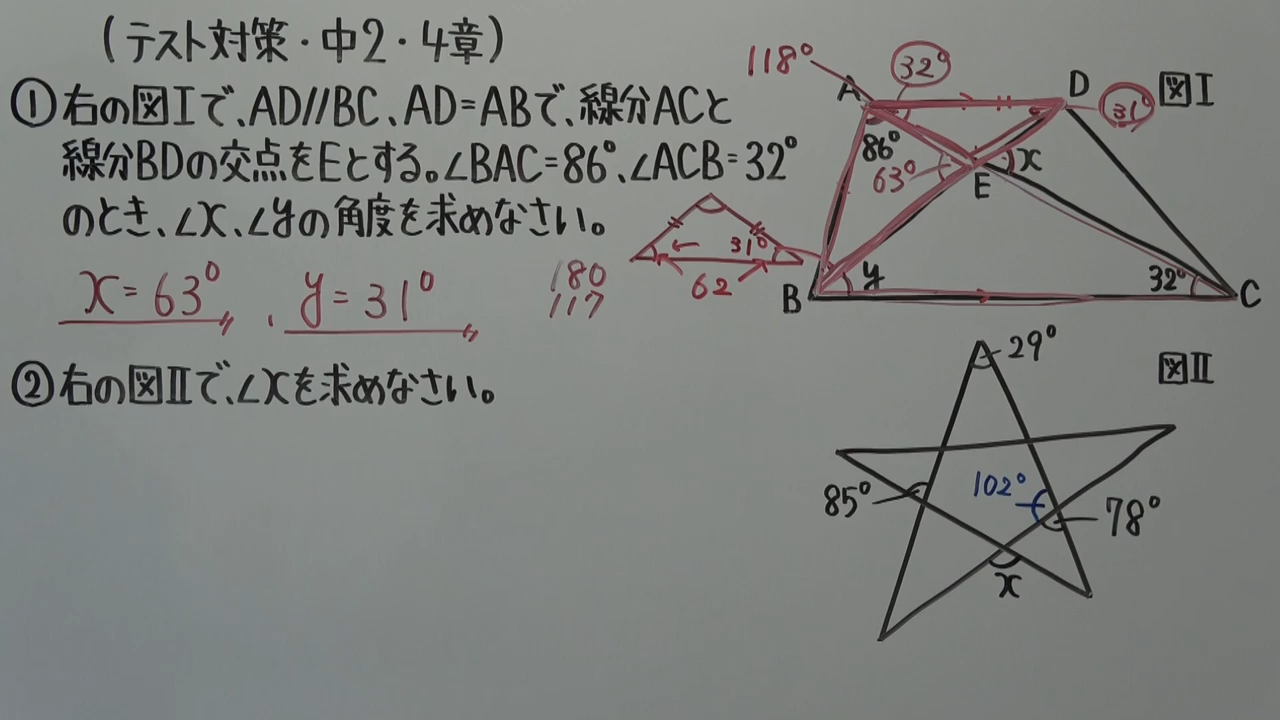 (テスト対策・中2・4章)
①右の図Ⅰで、AD//BC、AD=ABで、線分ACと
線分BDの交点をEとする。∠BAC=86°、∠ACB=32°
のとき、∠x、∠yの角度を求めなさい。
x=63°, y=31°
180
117
②右の図Ⅱで、∠xを求めなさい。
図Ⅰ
118°
32°
A
D
31°
86°
63°
x
E
31°
62
B
y
32°
C
図Ⅱ
29°
85°
102°
78°
x